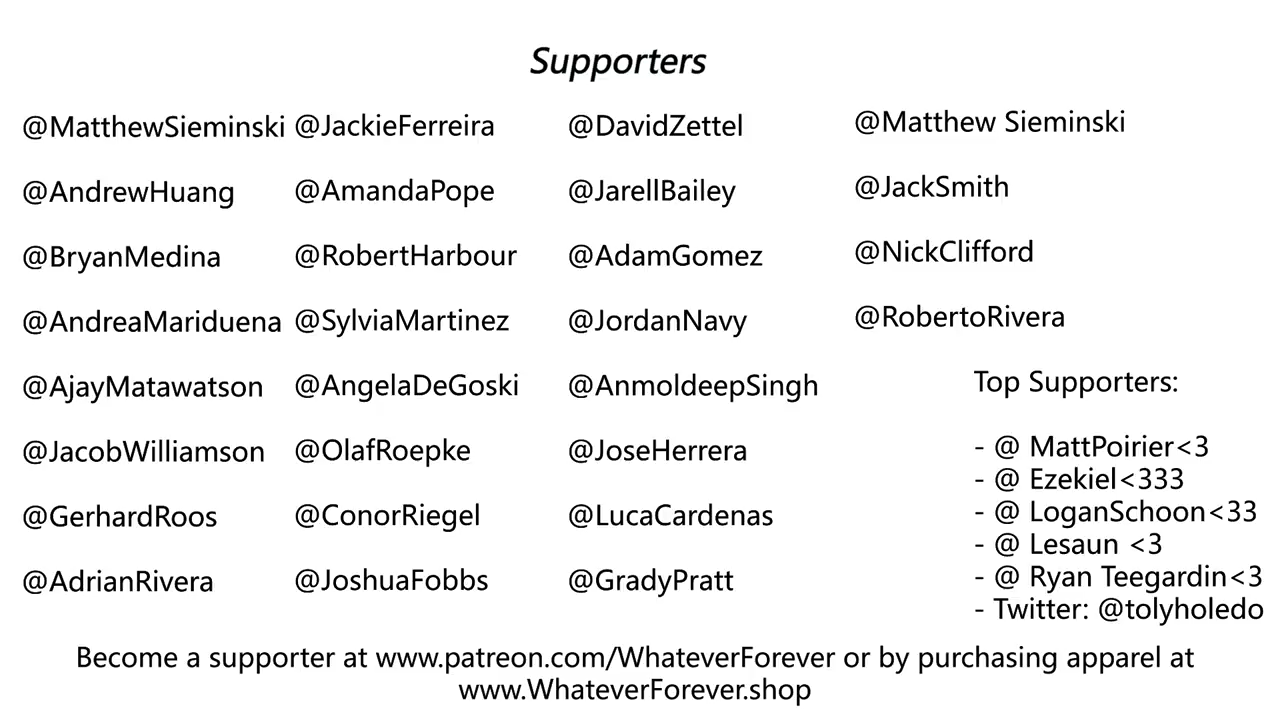 Supporters
@MatthewSieminski @JackieFerreira @DavidZettel @Matthew Sieminski
@AndrewHuang @AmandaPope @JarellBailey @JackSmith
@BryanMedina @RobertHarbour @AdamGomez @NickClifford
@AndreaMariduena @SylviaMartinez @JordanNavy @RobertoRivera
@AjayMatawatson @AngelaDeGoski @AnmoldeepSingh Top Supporters:
@JacobWilliamson @OlafRoepke @JoseHerrera - @ MattPoirier<3
- @ Ezekiel<333
@GerhardRoos @ConorRiegel @LucaCardenas - @ LoganSchoon<33
- @ Lesaun <3
@AdrianRivera @JoshuaFobbs @GradyPratt - @ Ryan Teegardin<3
- Twitter: @tolyholedo
Become a supporter at www.patreon.com/WhateverForever or by purchasing apparel at
www.WhateverForever.shop